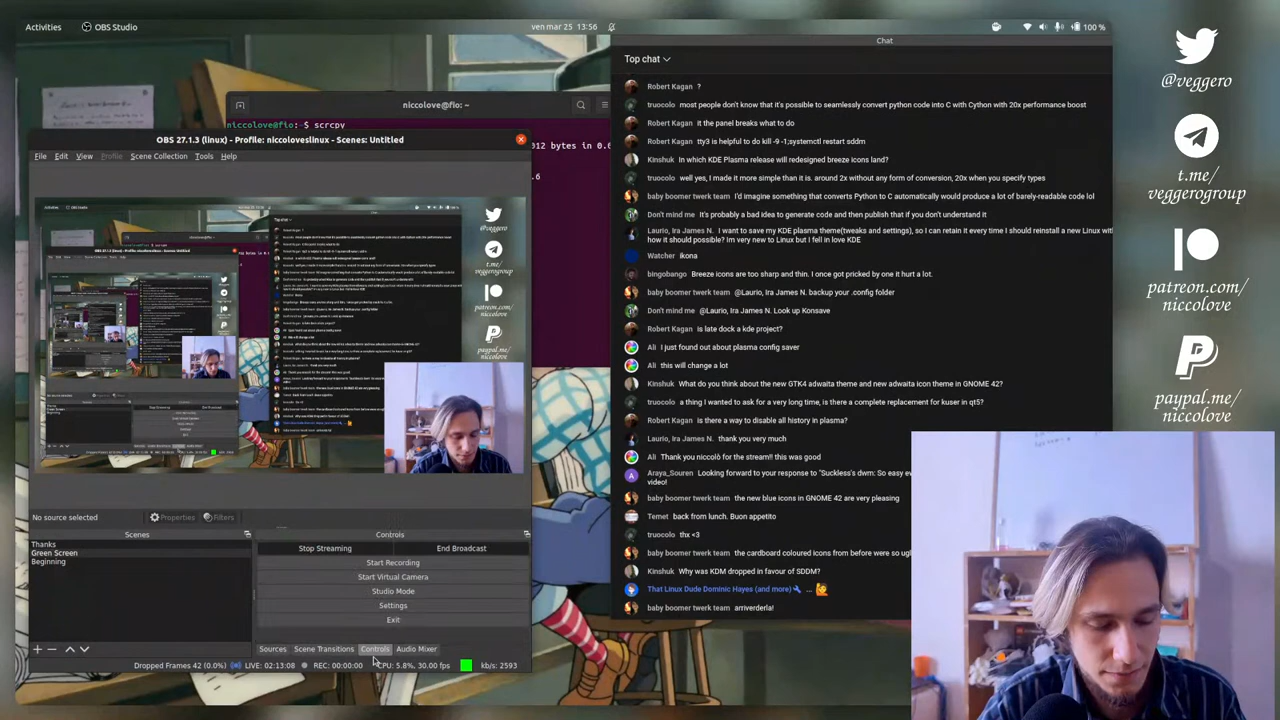 Activities
OBS Studio
ven mar 25 13:56
100 %
niccolove@fio: ~
niccolove@fio:~$ scrcpy
OBS 27.1.3 (linux) - Profile: niccoloveslinux - Scenes: Untitled
File Edit View Profile Scene Collection Tools Help
No source selected
Properties
Filters
Scenes
Thanks
Green Screen
Beginning
Controls
Stop Streaming
End Broadcast
Start Recording
Start Virtual Camera
Studio Mode
Settings
Exit
Sources Scene Transitions Controls Audio Mixer
Dropped Frames 42 (0.0%) LIVE: 02:13:08 REC: 00:00:00 CPU: 5.8%, 30.00 fps kb/s: 2593
Chat
Top chat
Robert Kagan ?
truocolo most people don't know that it's possible to seamlessly convert python code into C with Cython with 20x performance boost
Robert Kagan it the panel breaks what to do
Robert Kagan tty3 is helpful to do kill -9 -1;systemctl restart sddm
Kinshuk In which KDE Plasma release will redesigned breeze icons land?
truocolo well yes, I made it more simple than it is. around 2x without any form of conversion, 20x when you specify types
baby boomer twerk team I'd imagine something that converts Python to C automatically would produce a lot of barely-readable code lol
Don't mind me It's probably a bad idea to generate code and then publish that if you don't understand it
Laurio, Ira James N. I want to save my KDE plasma theme(tweaks and settings), so I can retain it every time I should reinstall a new Linux with
how it should possible? Im very new to Linux but I fell in love KDE
Watcher ikona
bingobango Breeze icons are too sharp and thin. I once got pricked by one it hurt a lot.
baby boomer twerk team @Laurio, Ira James N. backup your .config folder
Don't mind me @Laurio, Ira James N. Look up Konsave
Robert Kagan is late dock a kde project?
Ali I just found out about plasma config saver
Ali this will change a lot
Kinshuk What do you think about the new GTK4 adwaita theme and new adwaita icon theme in GNOME 42?
truocolo a thing I wanted to ask for a very long time, is there a complete replacement for kuser in qt5?
Robert Kagan is there a way to disable all history in plasma?
Laurio, Ira James N. thank you very much
Ali Thank you niccolò for the stream!! this was good
Araya_Souren Looking forward to your response to "Suckless's dwm: So easy
video!
baby boomer twerk team the new blue icons in GNOME 42 are very pleasing
Temet back from lunch. Buon appetito
truocolo thx <3
baby boomer twerk team the cardboard coloured icons from before were so
Kinshuk Why was KDM dropped in favour of SDDM?
That Linux Dude Dominic Hayes (and more) ...
baby boomer twerk team arriverderla!
@veggero
t.me/
veggerogroup
patreon.com/
niccolove
paypal.me/
niccolove